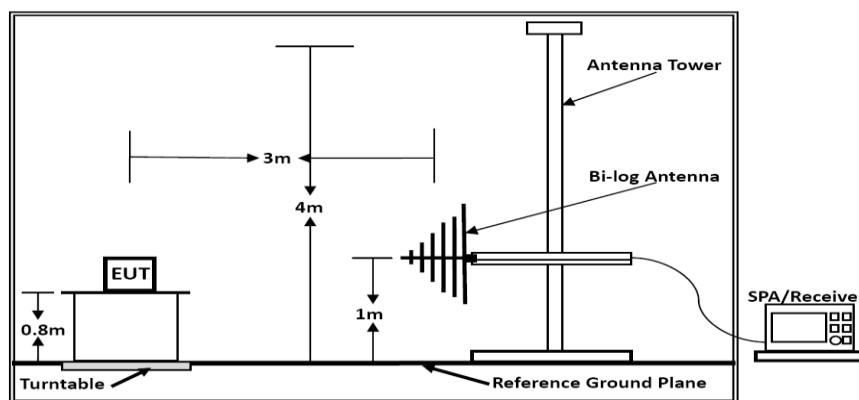 Antenna Tower
3m
Bi-log Antenna
4m
EUT
SPA/Receive
0.8m
1m
Turntable
Reference Ground Plane